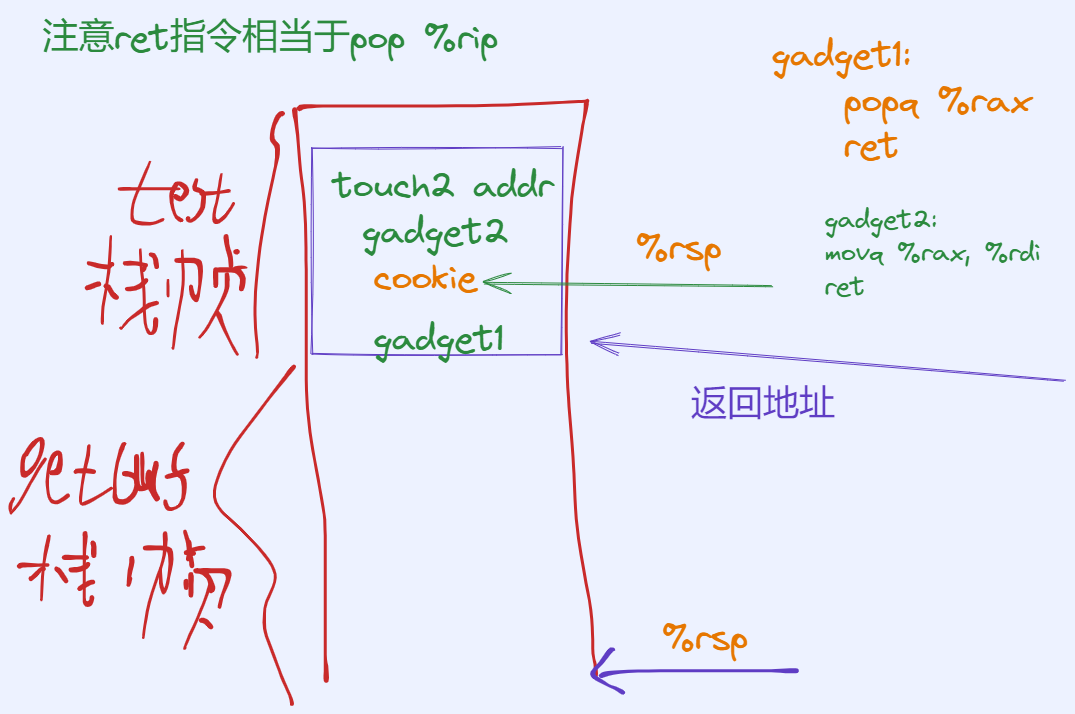 注意ret指令相当于pop %rip
gadget1:
popq %rax
ret
test
栈帧
touch2 addr
gadget2
cookie
gadget1
%rsp
gadget2:
movq %rax, %rdi
ret
返回地址
getbuf
栈帧
%rsp